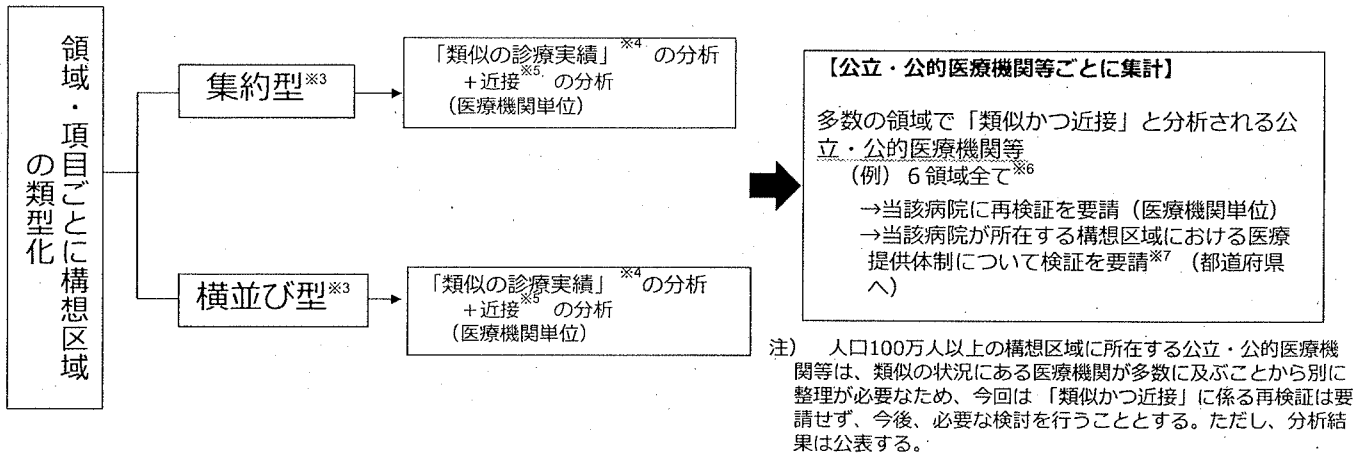 領域・項目ごとに構想区域
の類型化
集約型※3
「類似の診療実績」※4 の分析
+近接※5 の分析
(医療機関単位)
横並び型※3
「類似の診療実績」※4 の分析
+近接※5 の分析
(医療機関単位)
【公立・公的医療機関等ごとに集計】
多数の領域で「類似かつ近接」と分析される公
立・公的医療機関等
(例)6領域全て※6
→当該病院に再検証を要請(医療機関単位)
→当該病院が所在する構想区域における医療
提供体制について検証を要請※7 (都道府県
へ)
注) 人口100万人以上の構想区域に所在する公立・公的医療機
関等は、類似の状況にある医療機関が多数に及ぶことから別に
整理が必要なため、今回は「類似かつ近接」に係る再検証は要
請せず、今後、必要な検討を行うこととする。ただし、分析結
果は公表する。